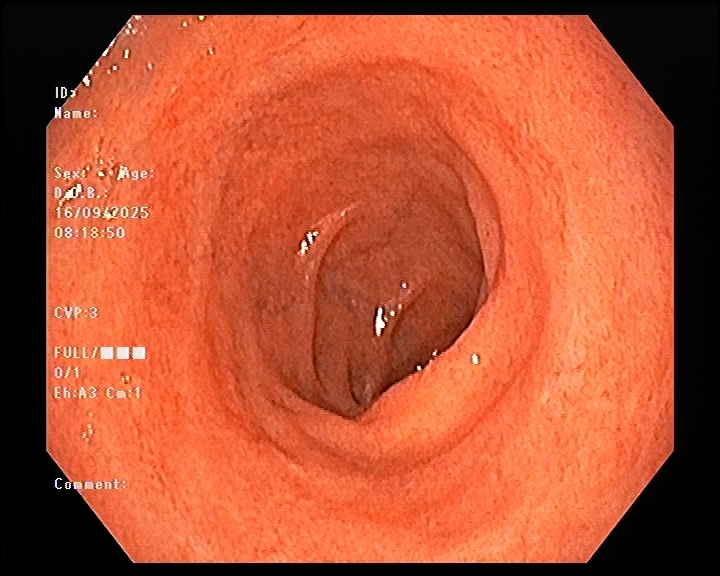 ID:
Name:
Sex: Age:
D.O.B.:
16/09/2025
08:18:50
CVP:3
FULL/
0/1
Eh:A3 Cm:1
Comment: